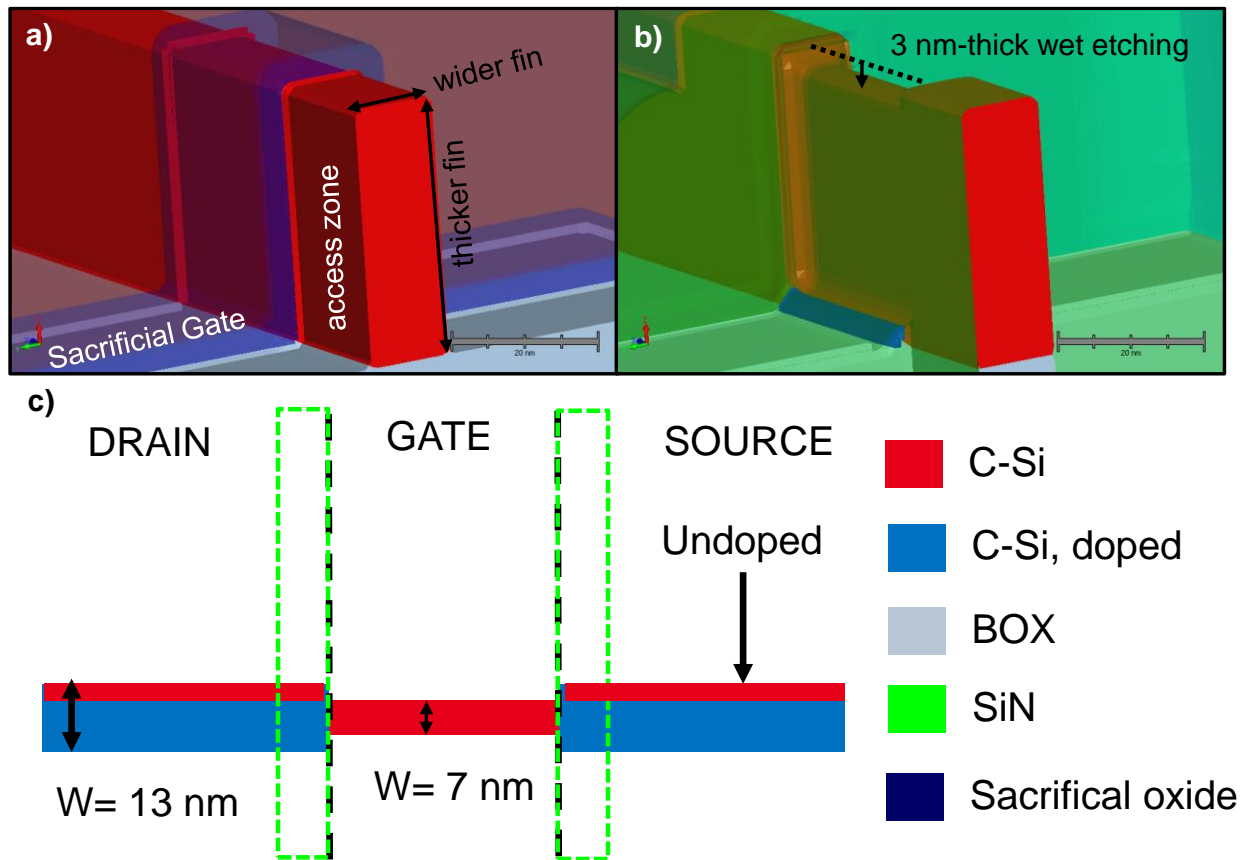 a)
wider fin
thicker fin
access zone
Sacrificial Gate
20 nm
b)
3 nm-thick wet etching
20 nm
c)
DRAIN
GATE
SOURCE
Undoped
W= 13 nm
W= 7 nm
C-Si
C-Si, doped
BOX
SiN
Sacrifical oxide